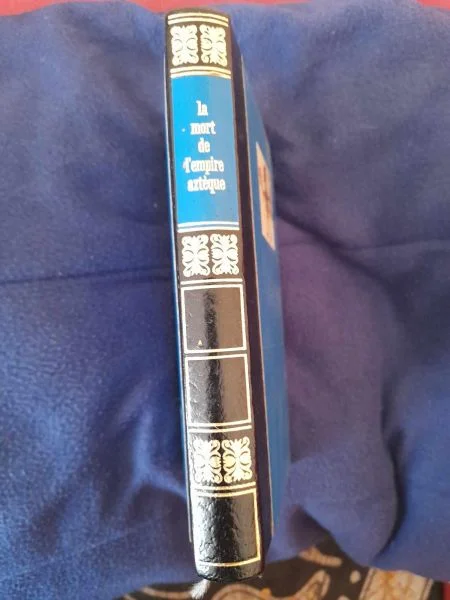 la
mort
de
l'empire
aztèque